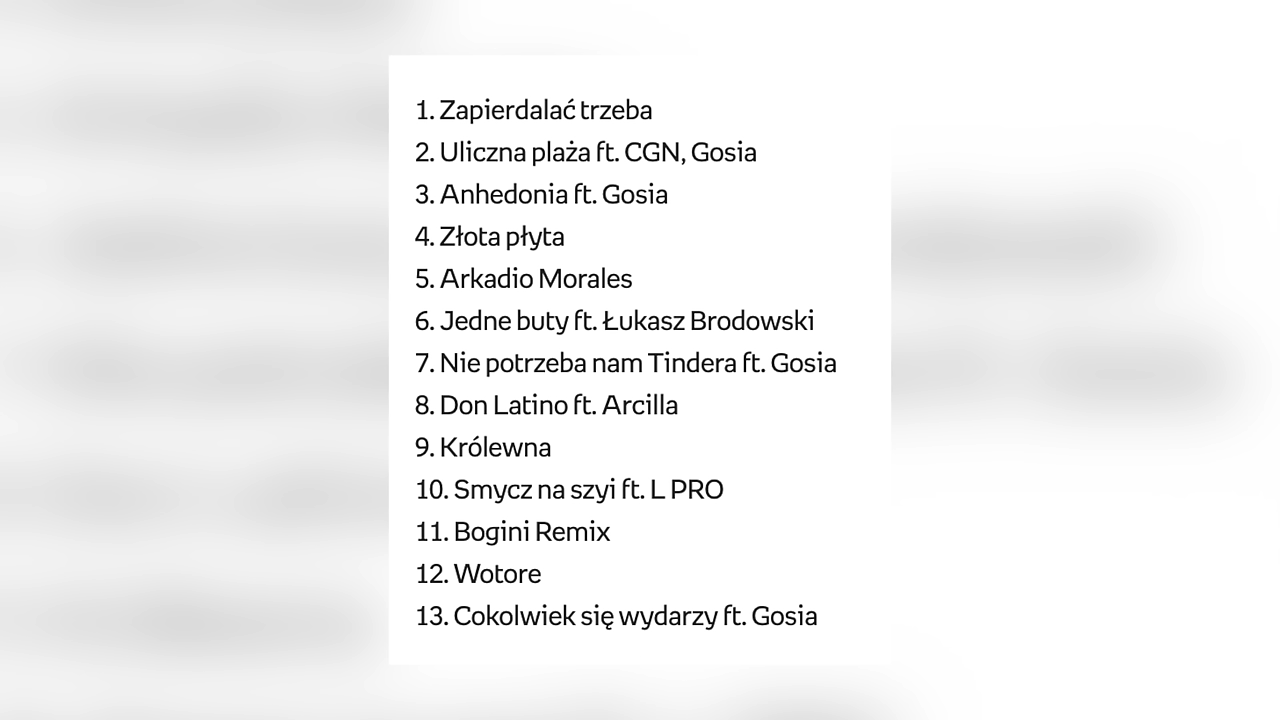 1. Zapierdalać trzeba
2. Uliczna plaża ft. CGN, Gosia
3. Anhedonia ft. Gosia
4. Złota płyta
5. Arkadio Morales
6. Jedne buty ft. Łukasz Brodowski
7. Nie potrzeba nam Tindera ft. Gosia
8. Don Latino ft. Arcilla
9. Królewna
10. Smycz na szyi ft. L PRO
11. Bogini Remix
12. Wotore
13. Cokolwiek się wydarzy ft. Gosia